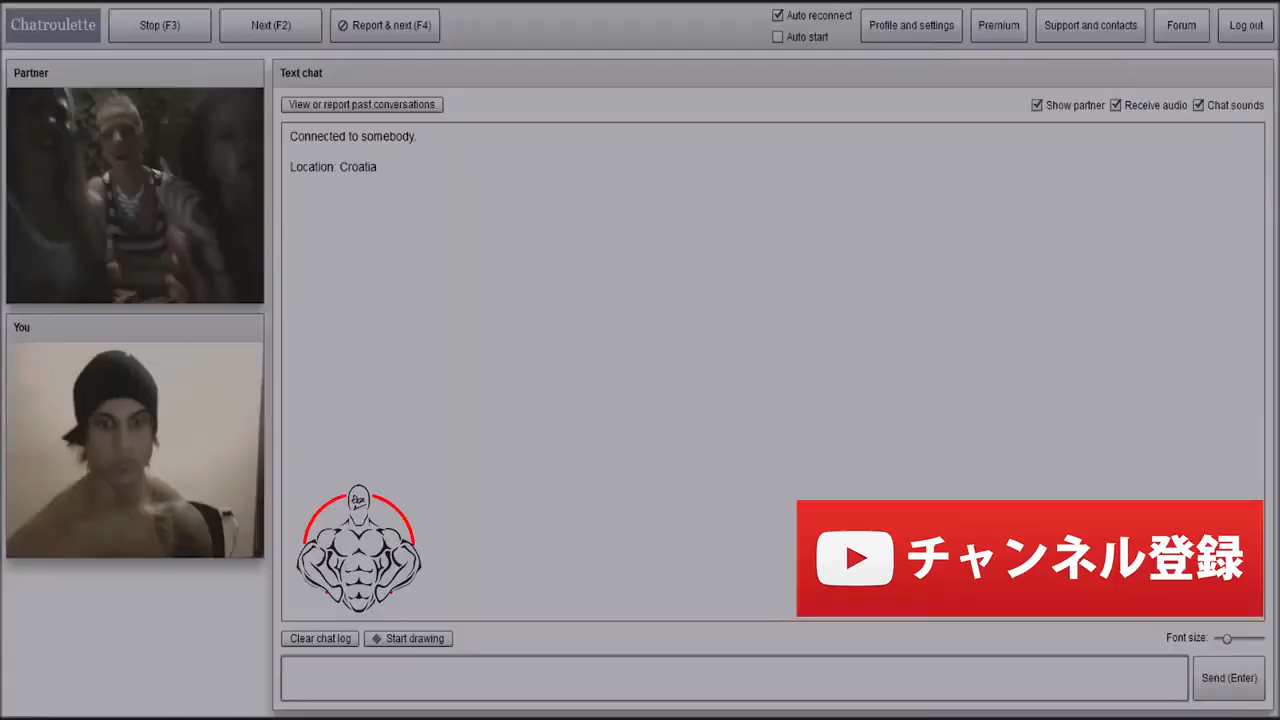 Chatroulette
Stop (F3)
Next (F2)
Report & next (F4)
Auto reconnect
Auto start
Profile and settings
Premium
Support and contacts
Forum
Log out
Partner
Text chat
View or report past conversations
Show partner
Receive audio
Chat sounds
Connected to somebody.
Location: Croatia
You
チャンネル登録
Clear chat log
Start drawing
Font size:
Send (Enter)